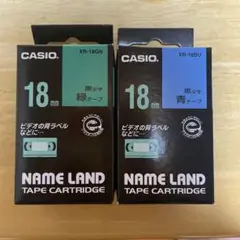 CASIO
XR-18GN
18mm
黒文字
緑テープ
ビデオの背ラベル
などに…
NAME LAND
TAPE CARTRIDGE
CASIO
XR-18BU
18mm
黒文字
青テープ
ビデオの背ラベル
などに…
NAME LAND
TAPE CARTRIDGE